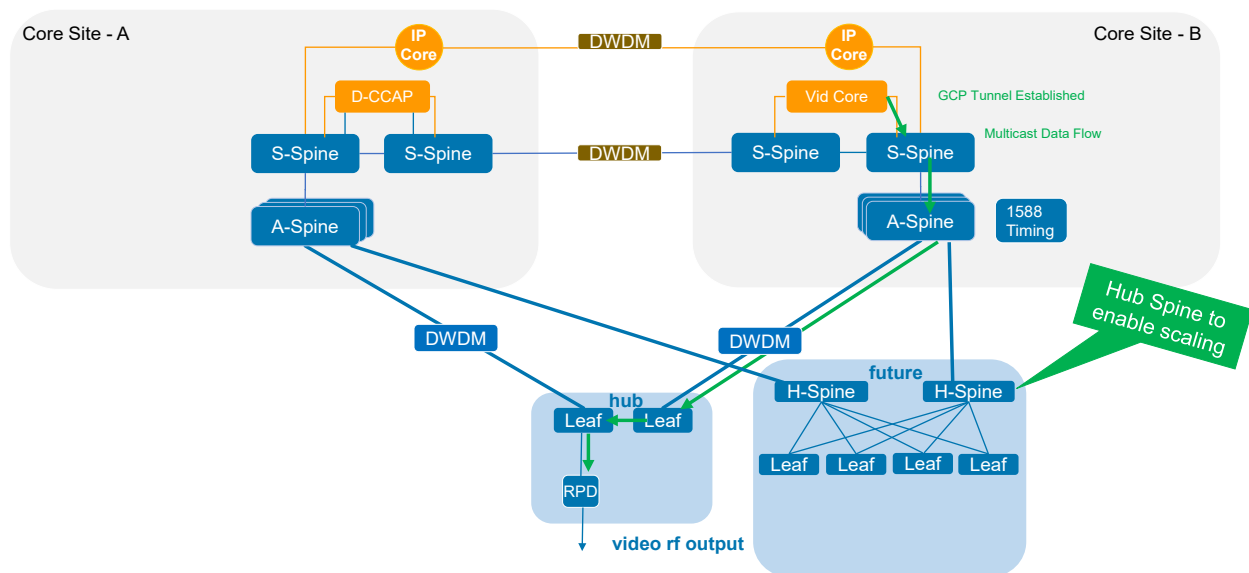 Core Site - A
IP
Core
DWDM
IP
Core
Core Site - B
D-CCAP
Vid Core
GCP Tunnel Established
Multicast Data Flow
S-Spine
S-Spine
DWDM
S-Spine
S-Spine
A-Spine
A-Spine
1588
Timing
Hub Spine to
enable scaling
DWDM
DWDM
future
H-Spine
H-Spine
hub
Leaf
Leaf
Leaf
Leaf
Leaf
Leaf
RPD
video rf output